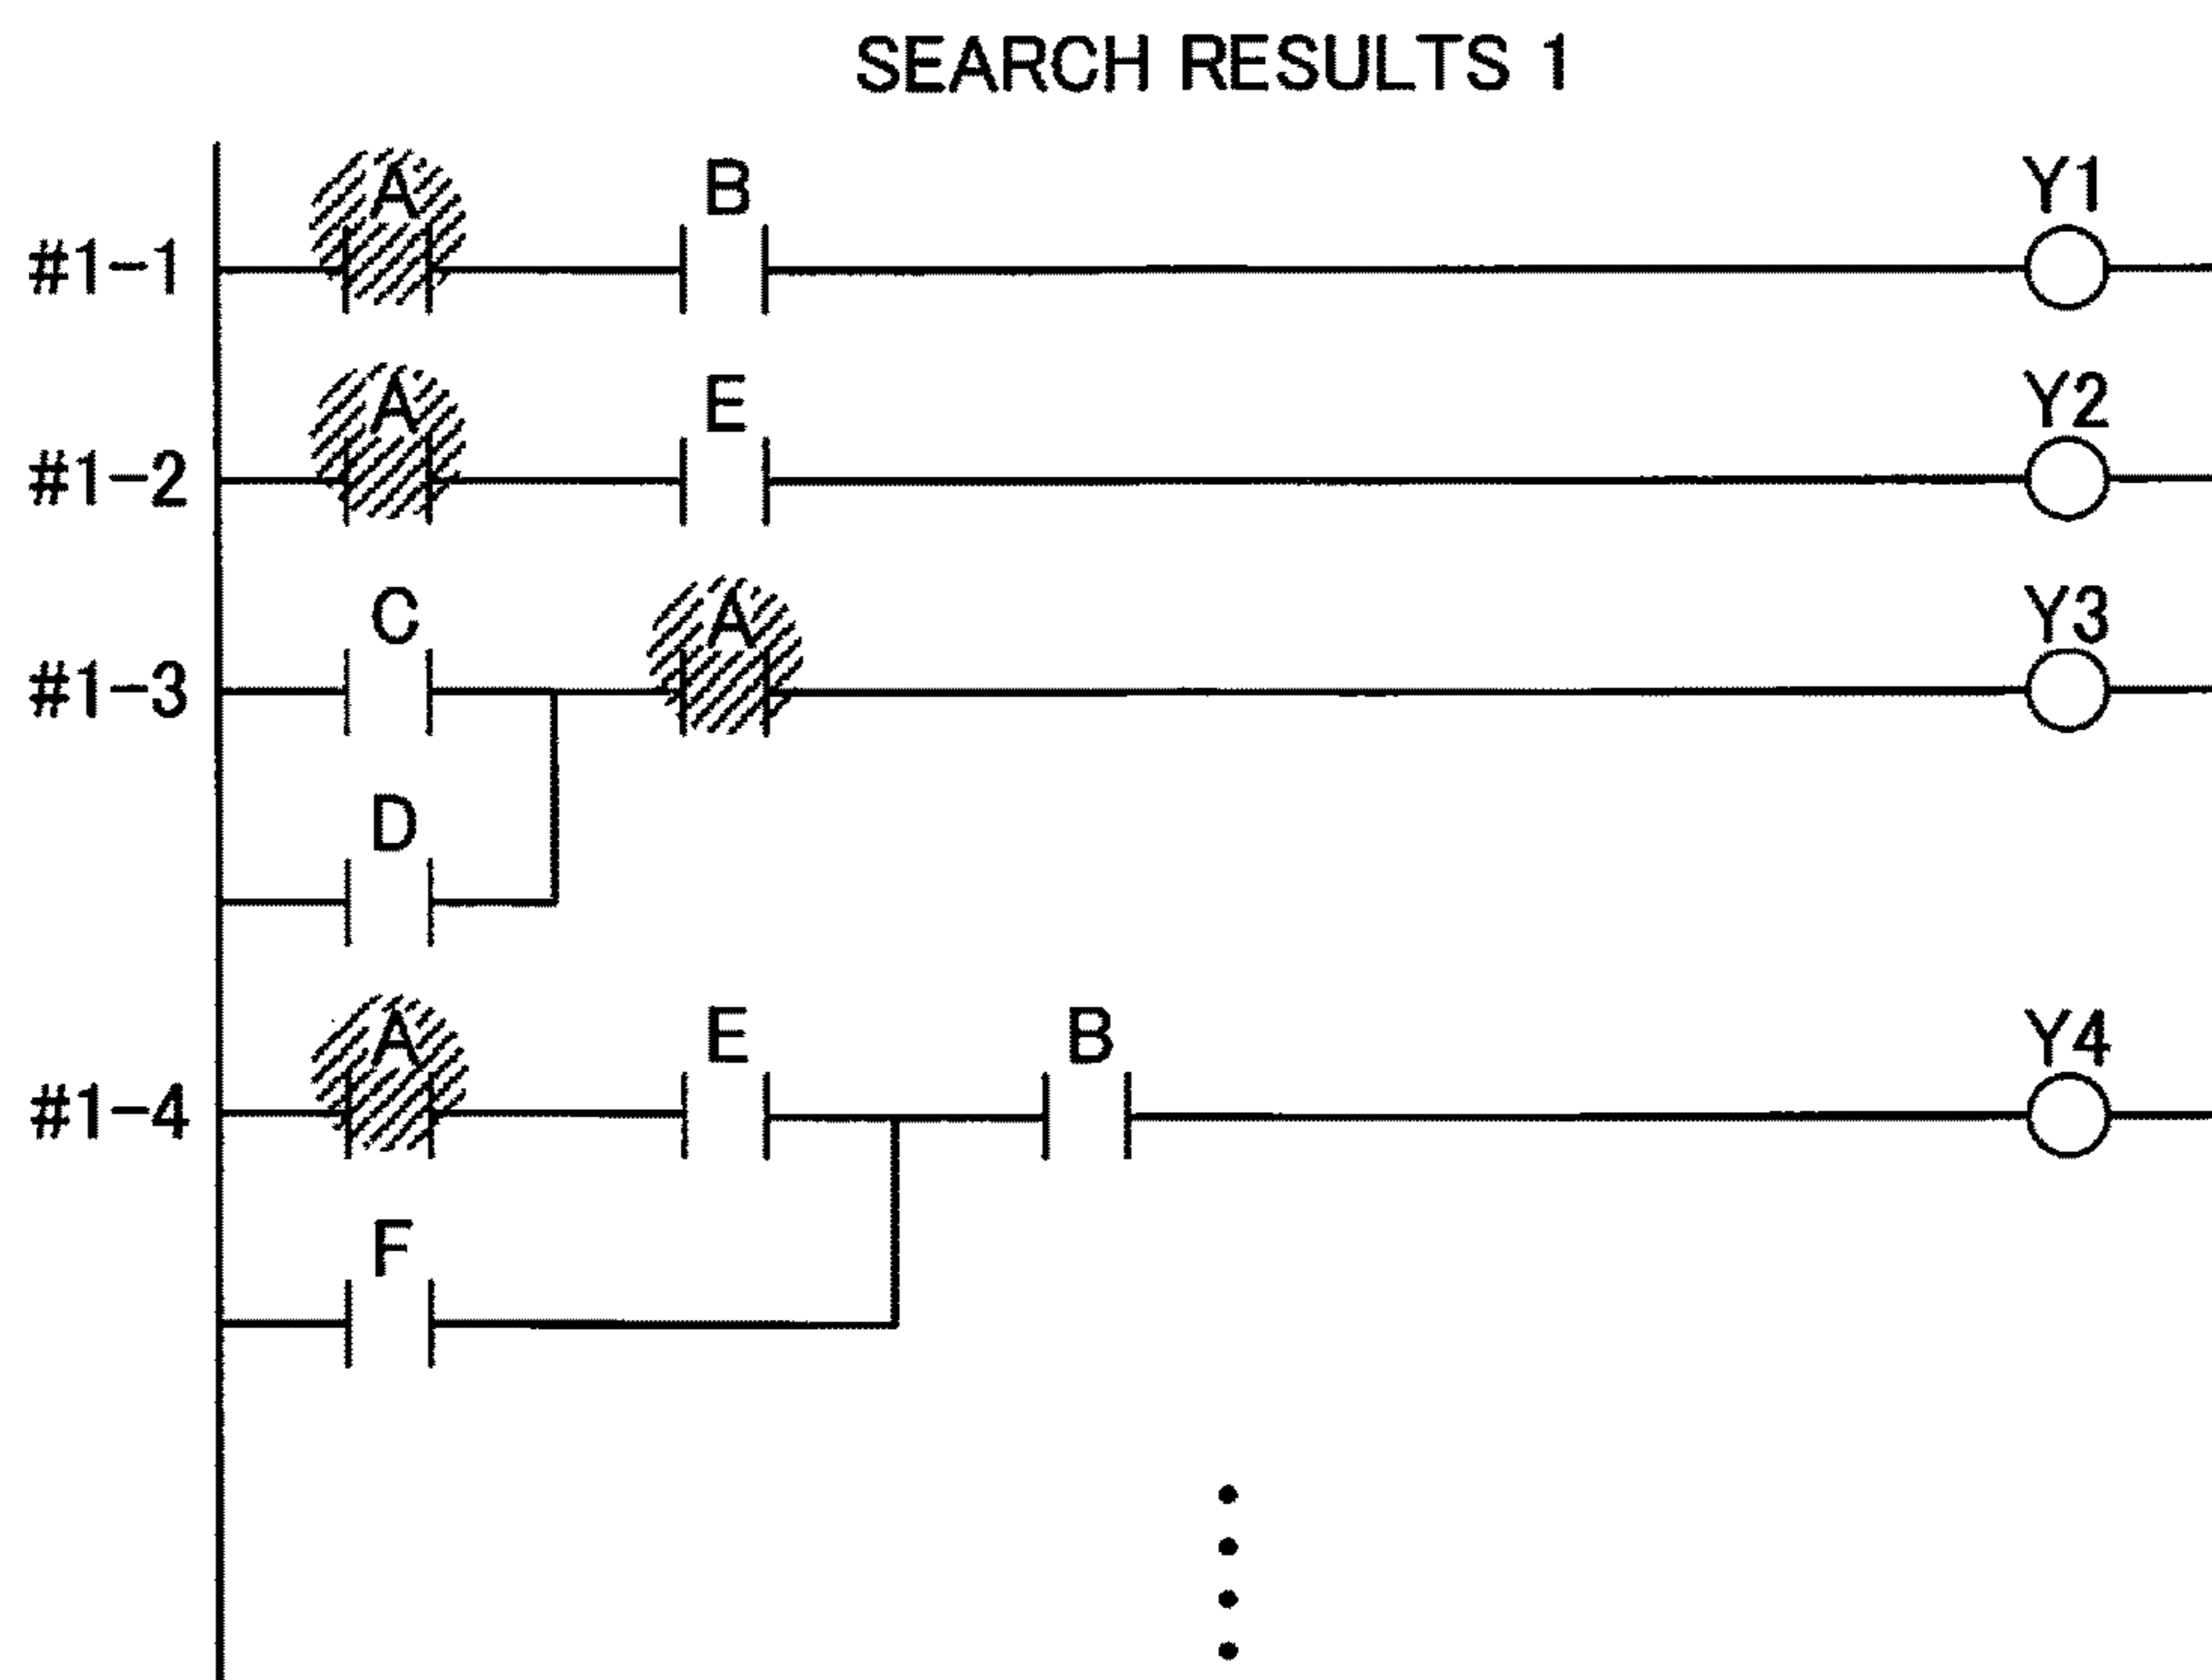 SEARCH RESULTS 1
A B Y1
#1-1
A E Y2
#1-2
C A Y3
#1-3
D
A E B Y4
#1-4
F